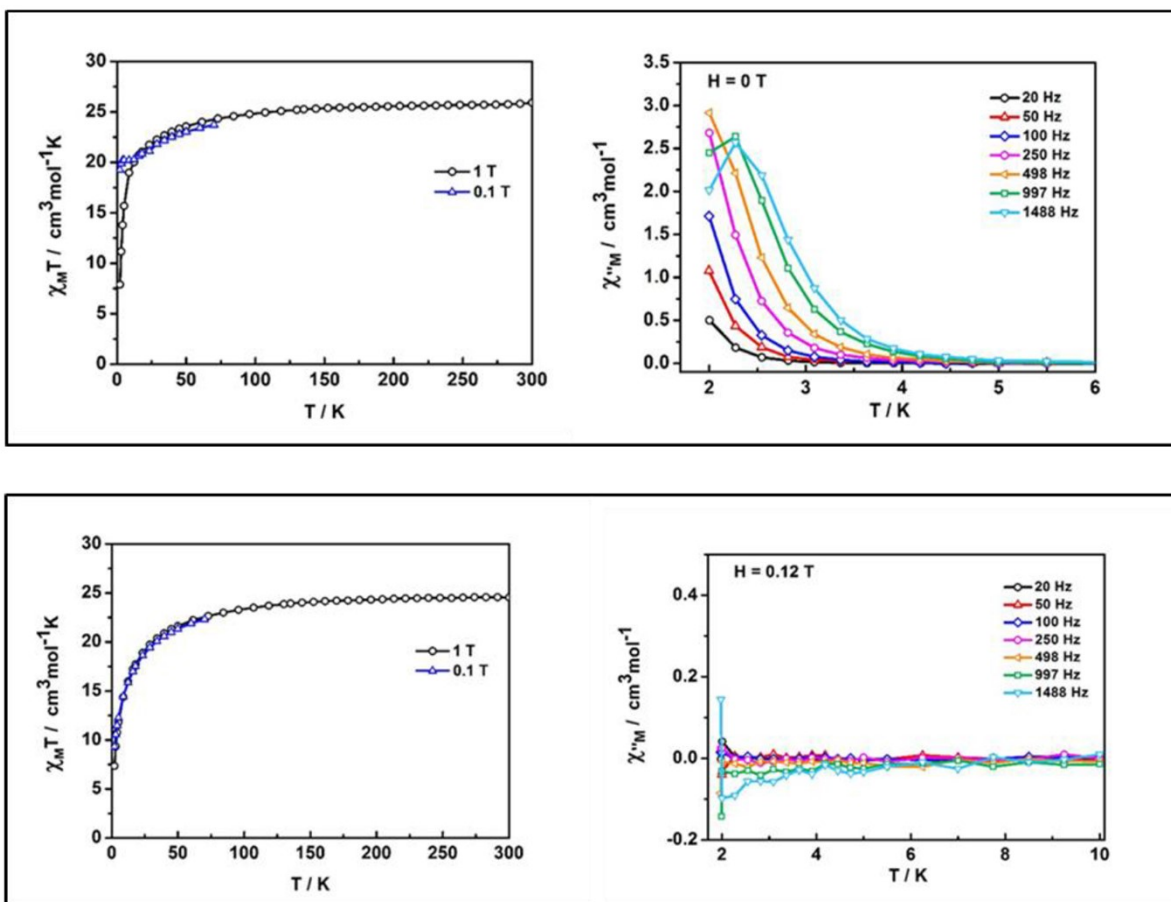 30
25
20
15
10
5
0
χMT / cm³mol⁻¹K
0 50 100 150 200 250 300
T / K
1 T
0.1 T
H = 0 T
3.5
3.0
2.5
2.0
1.5
1.0
0.5
0.0
χ"M / cm³mol⁻¹
2 3 4 5 6
T / K
20 Hz
50 Hz
100 Hz
250 Hz
498 Hz
997 Hz
1488 Hz
30
25
20
15
10
5
0
χMT / cm³mol⁻¹K
0 50 100 150 200 250 300
T / K
1 T
0.1 T
H = 0.12 T
0.4
0.2
0.0
-0.2
χ"M / cm³mol⁻¹
2 4 6 8 10
T / K
20 Hz
50 Hz
100 Hz
250 Hz
498 Hz
997 Hz
1488 Hz